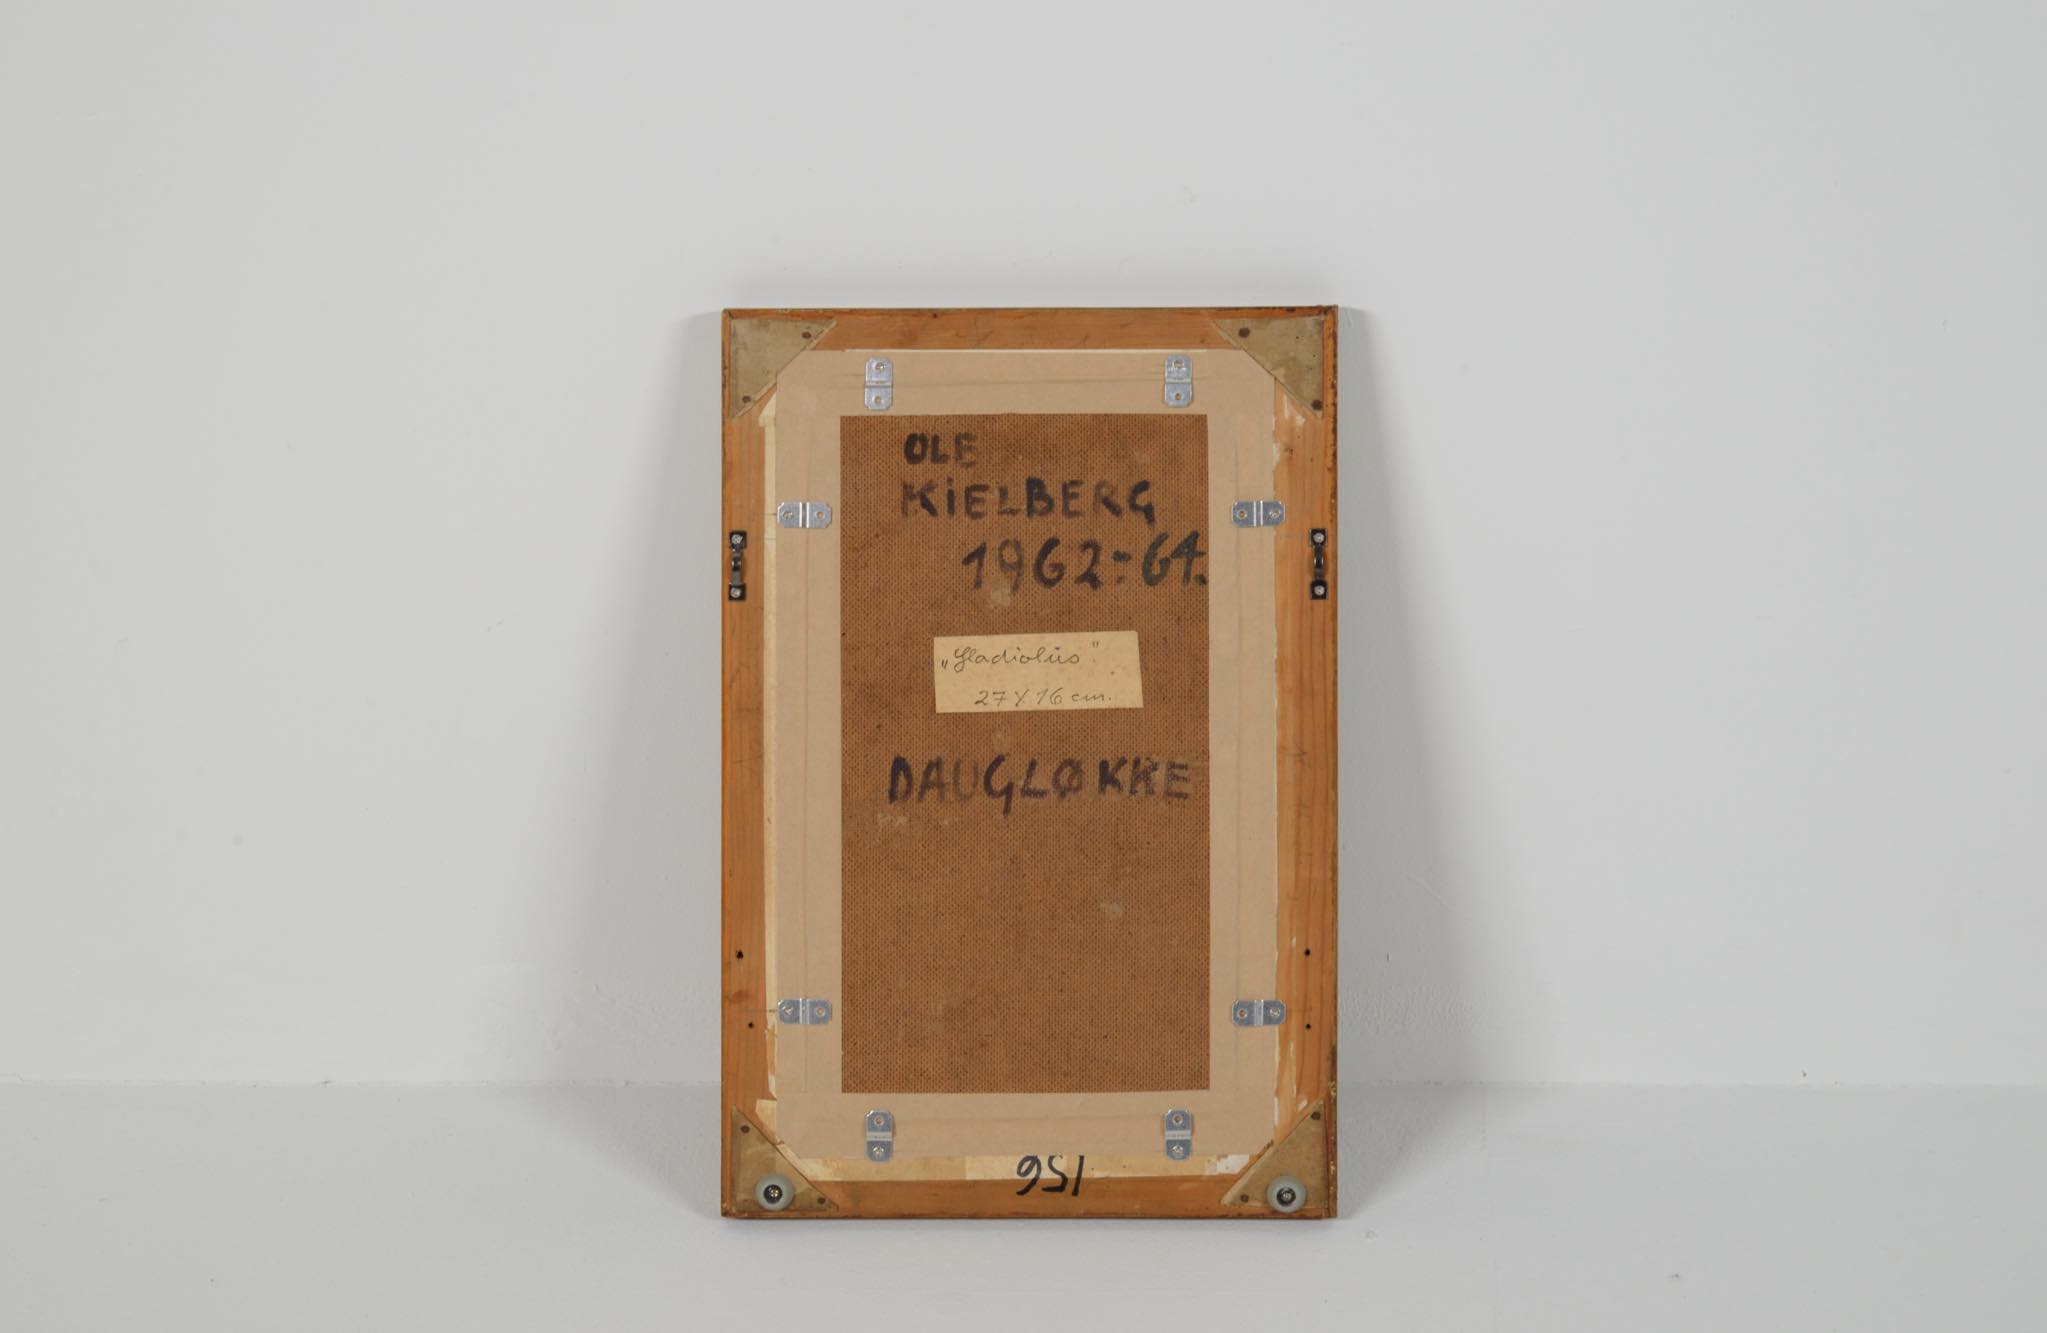 OLE
KiELBERG
1962-64.
„Gladiolus"
27 X 16 cm.
DAUGLØKKE
156